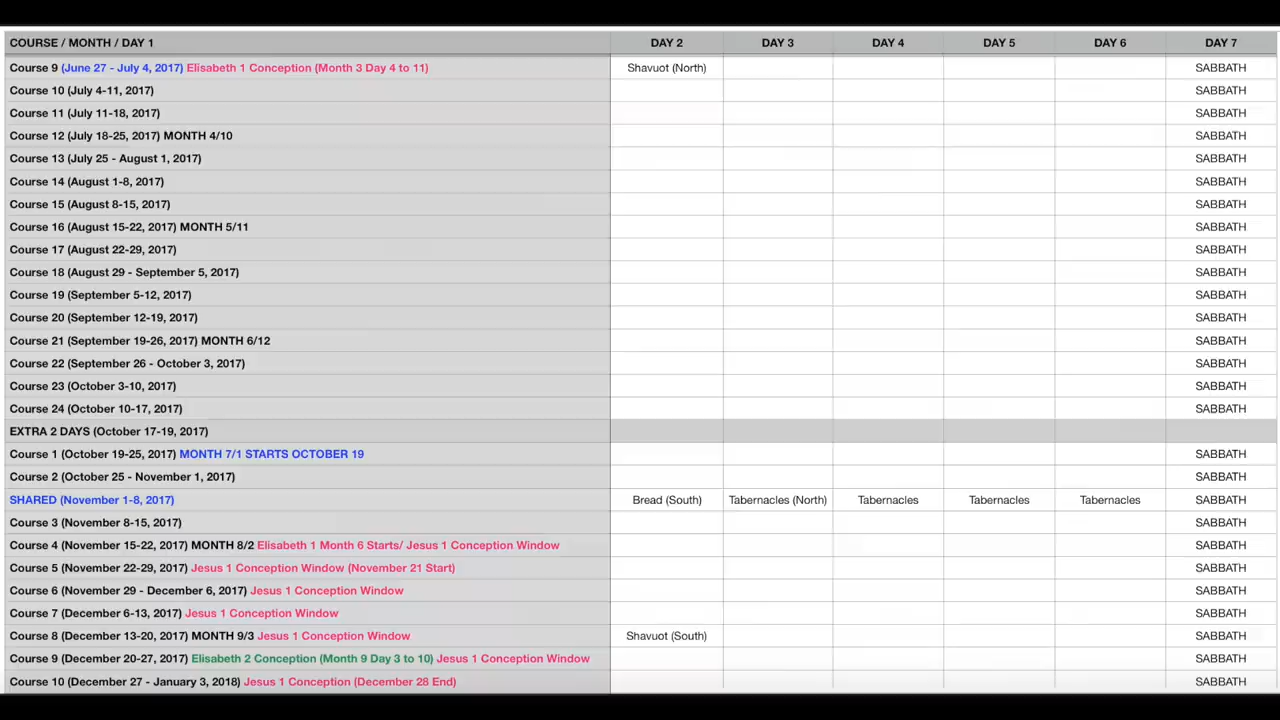 COURSE / MONTH / DAY 1 DAY 2 DAY 3 DAY 4 DAY 5 DAY 6 DAY 7
Course 9 (June 27 - July 4, 2017) Elisabeth 1 Conception (Month 3 Day 4 to 11) Shavuot (North) SABBATH
Course 10 (July 4-11, 2017) SABBATH
Course 11 (July 11-18, 2017) SABBATH
Course 12 (July 18-25, 2017) MONTH 4/10 SABBATH
Course 13 (July 25 - August 1, 2017) SABBATH
Course 14 (August 1-8, 2017) SABBATH
Course 15 (August 8-15, 2017) SABBATH
Course 16 (August 15-22, 2017) MONTH 5/11 SABBATH
Course 17 (August 22-29, 2017) SABBATH
Course 18 (August 29 - September 5, 2017) SABBATH
Course 19 (September 5-12, 2017) SABBATH
Course 20 (September 12-19, 2017) SABBATH
Course 21 (September 19-26, 2017) MONTH 6/12 SABBATH
Course 22 (September 26 - October 3, 2017) SABBATH
Course 23 (October 3-10, 2017) SABBATH
Course 24 (October 10-17, 2017) SABBATH
EXTRA 2 DAYS (October 17-19, 2017)
Course 1 (October 19-25, 2017) MONTH 7/1 STARTS OCTOBER 19 SABBATH
Course 2 (October 25 - November 1, 2017) SABBATH
SHARED (November 1-8, 2017) Bread (South) Tabernacles (North) Tabernacles Tabernacles Tabernacles SABBATH
Course 3 (November 8-15, 2017) SABBATH
Course 4 (November 15-22, 2017) MONTH 8/2 Elisabeth 1 Month 6 Starts/ Jesus 1 Conception Window SABBATH
Course 5 (November 22-29, 2017) Jesus 1 Conception Window (November 21 Start) SABBATH
Course 6 (November 29 - December 6, 2017) Jesus 1 Conception Window SABBATH
Course 7 (December 6-13, 2017) Jesus 1 Conception Window SABBATH
Course 8 (December 13-20, 2017) MONTH 9/3 Jesus 1 Conception Window Shavuot (South) SABBATH
Course 9 (December 20-27, 2017) Elisabeth 2 Conception (Month 9 Day 3 to 10) Jesus 1 Conception Window SABBATH
Course 10 (December 27 - January 3, 2018) Jesus 1 Conception (December 28 End) SABBATH